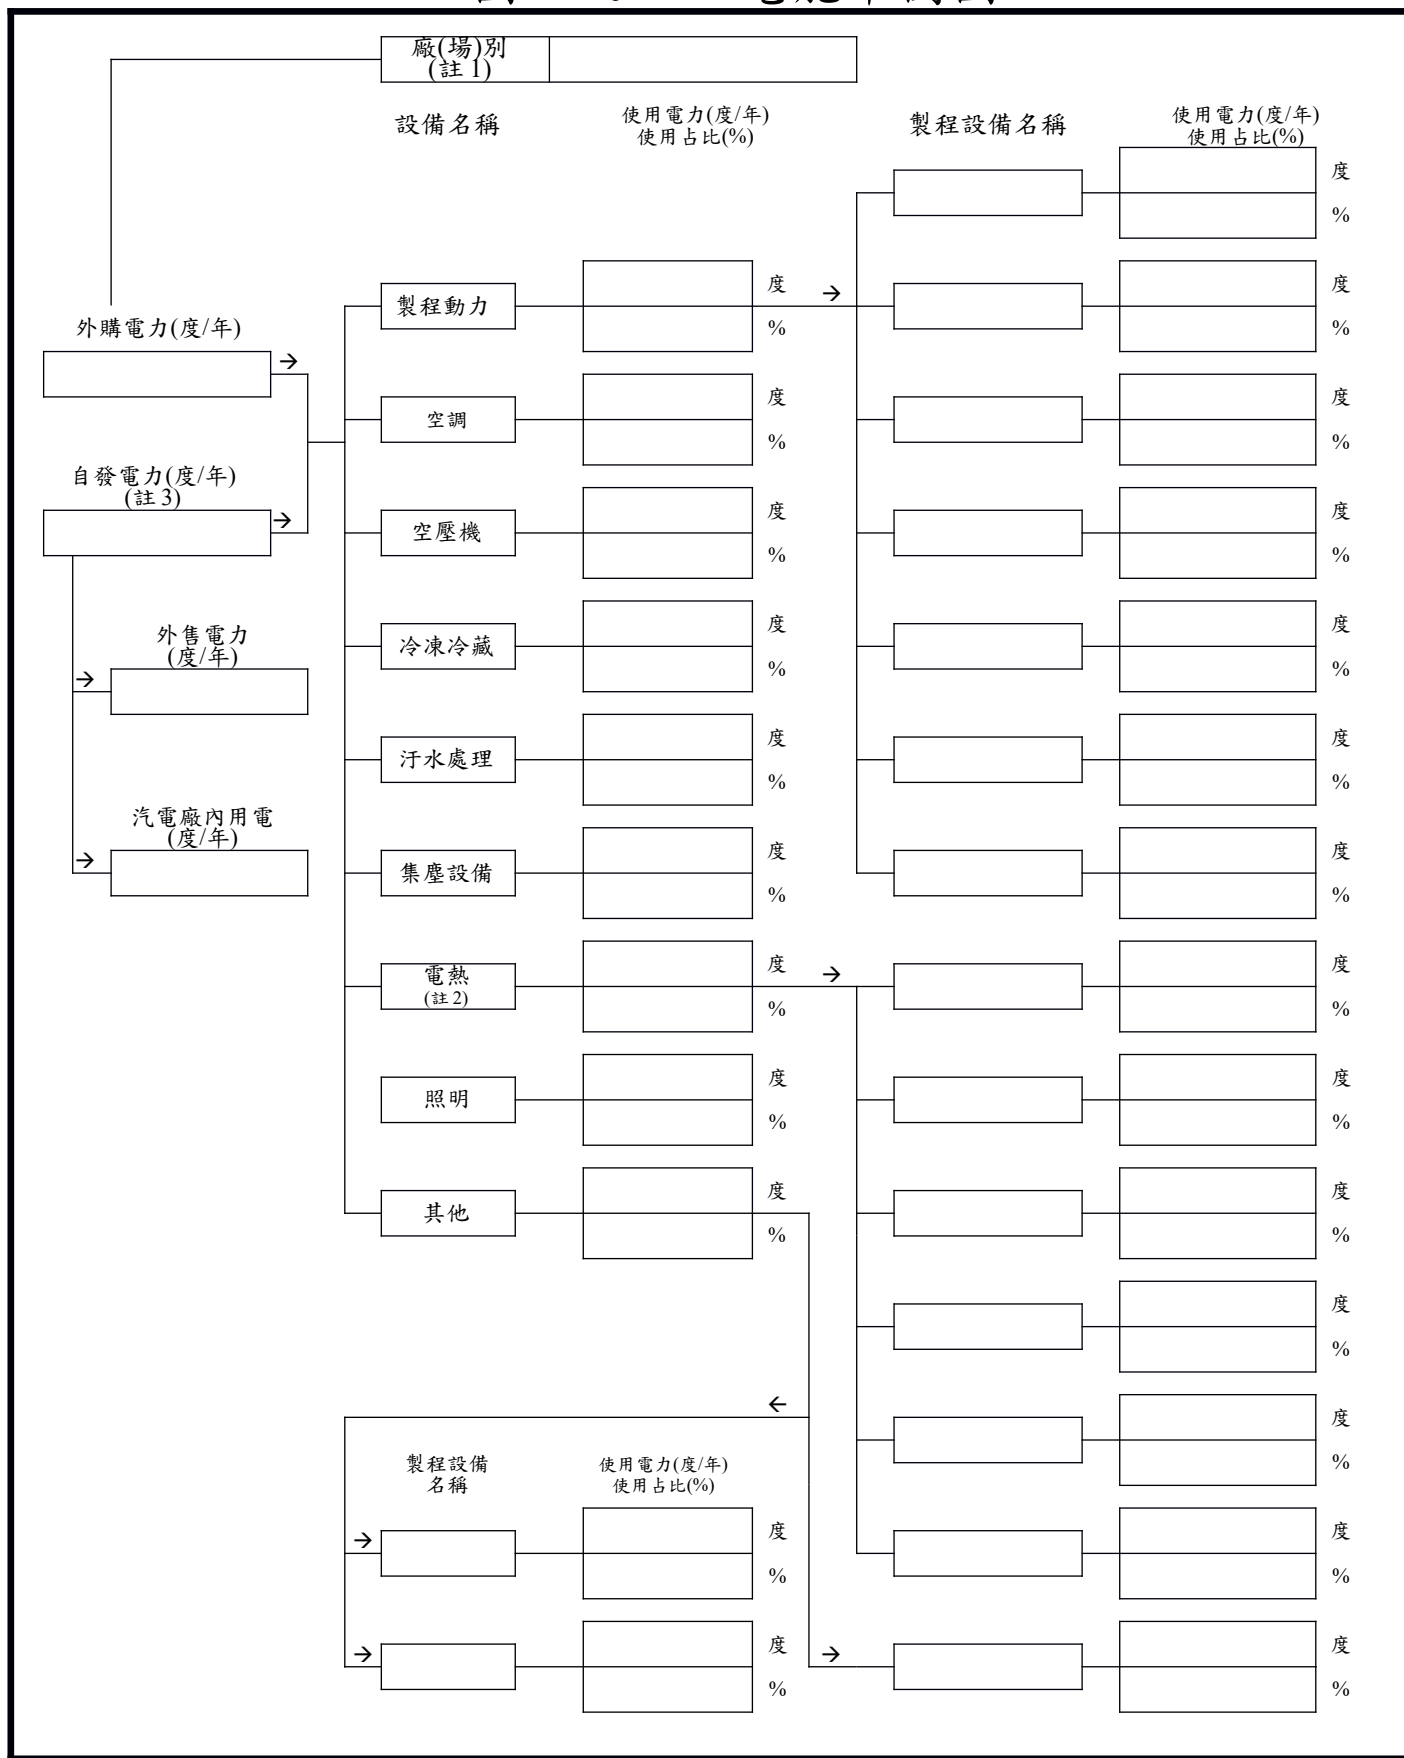 廠(場)別
(註1)
設備名稱
使用電力(度/年)
使用占比(%)
製程設備名稱
使用電力(度/年)
使用占比(%)
度
%
外購電力(度/年)
→
製程動力
度
%
→
度
%
空調
度
%
度
%
自發電力(度/年)
(註3)
→
空壓機
度
%
度
%
外售電力
(度/年)
→
冷凍冷藏
度
%
度
%
汙水處理
度
%
度
%
汽電廠內用電
(度/年)
→
集塵設備
度
%
度
%
電熱
(註2)
度
%
→
度
%
照明
度
%
度
%
其他
度
%
度
%
度
%
←
度
%
製程設備
名稱
使用電力(度/年)
使用占比(%)
→
度
%
度
%
→
度
%
→
度
%